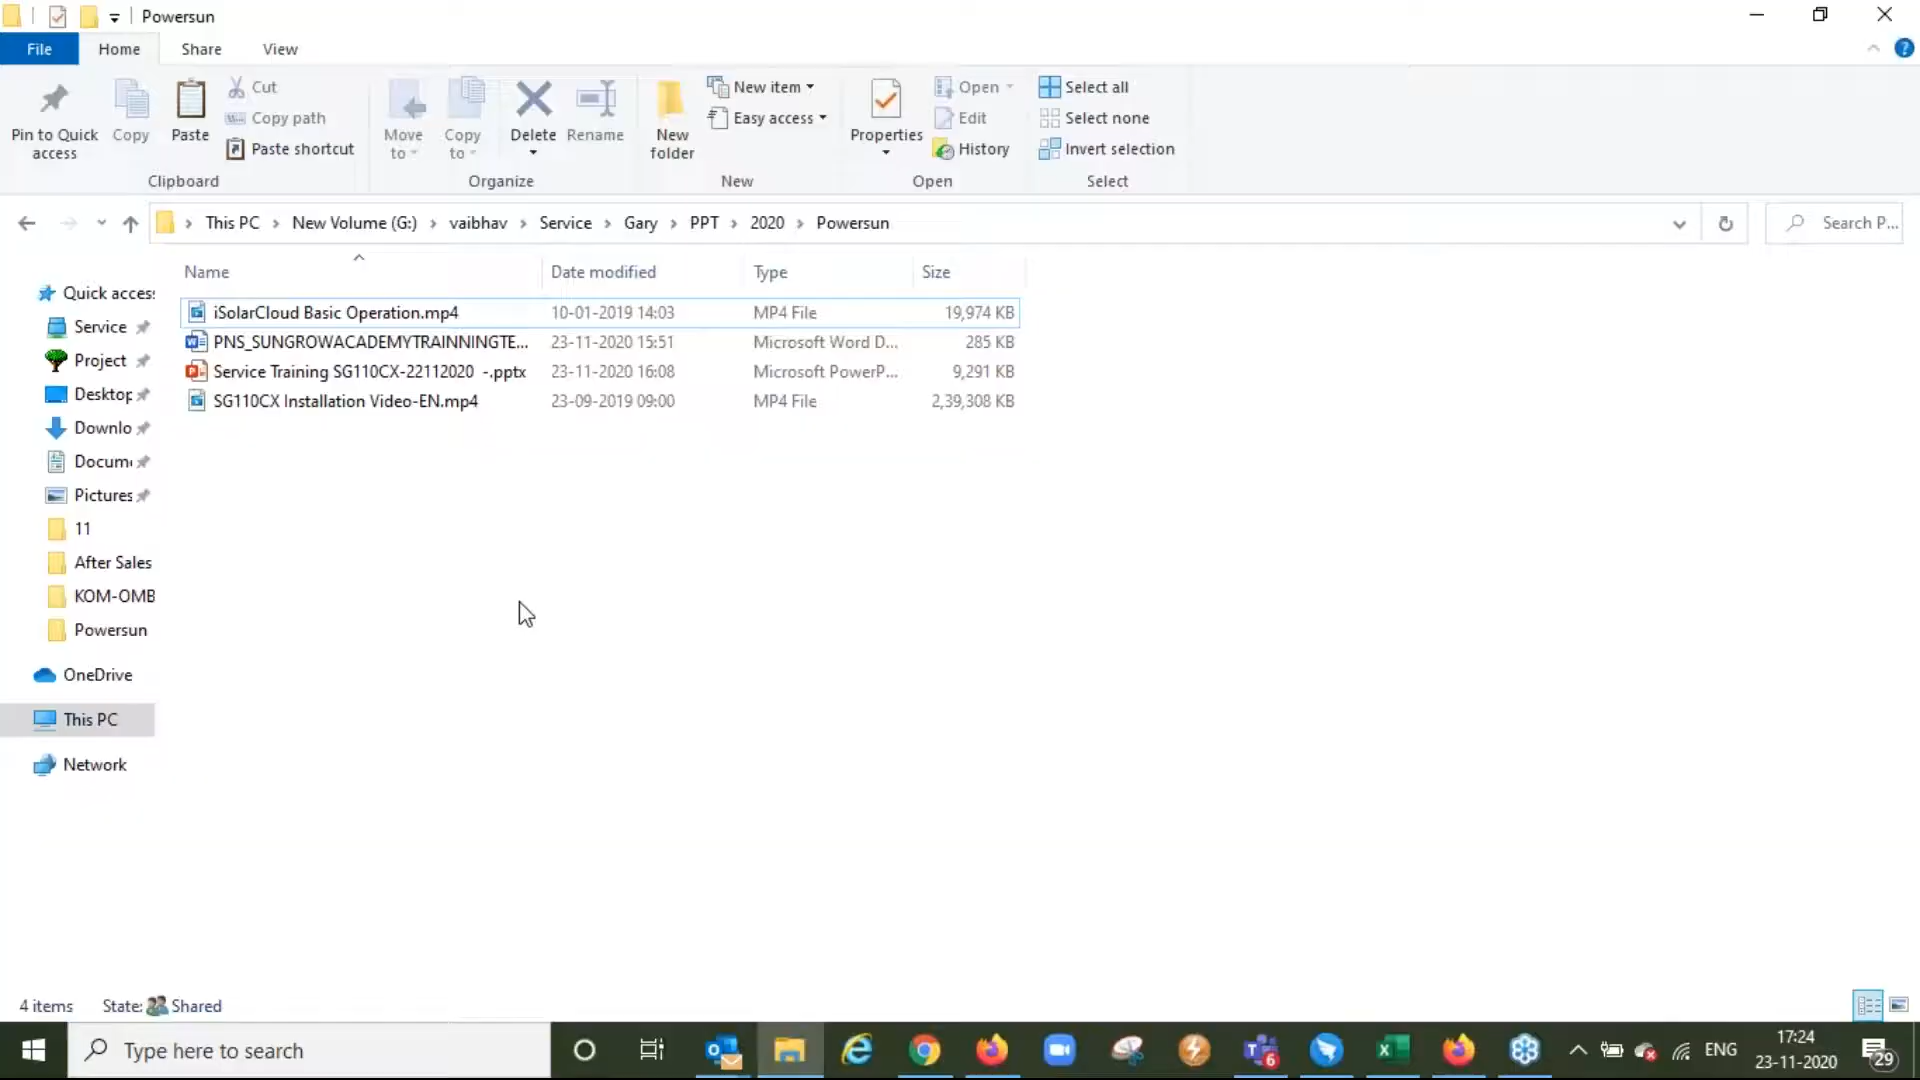 Powersun
File Home Share View
Pin to Quick access
Copy
Paste
Cut
Copy path
Paste shortcut
Clipboard
Move to
Copy to
Delete
Rename
Organize
New folder
New item
Easy access
New
Properties
Open
Edit
History
Open
Select all
Select none
Invert selection
Select
This PC New Volume (G:) vaibhav Service Gary PPT 2020 Powersun
Search P...
Name Date modified Type Size
iSolarCloud Basic Operation.mp4 10-01-2019 14:03 MP4 File 19,974 KB
PNS_SUNGROWACADEMYTRAINNINGTE... 23-11-2020 15:51 Microsoft Word D... 285 KB
Service Training SG110CX-22112020 -.pptx 23-11-2020 16:08 Microsoft PowerP... 9,291 KB
SG110CX Installation Video-EN.mp4 23-09-2019 09:00 MP4 File 2,39,308 KB
Quick acces
Service
Project
Desktop
Downlo
Docum
Pictures
11
After Sales
KOM-OMB
Powersun
OneDrive
This PC
Network
4 items State: Shared
Type here to search
6
ENG
17:24
23-11-2020
29